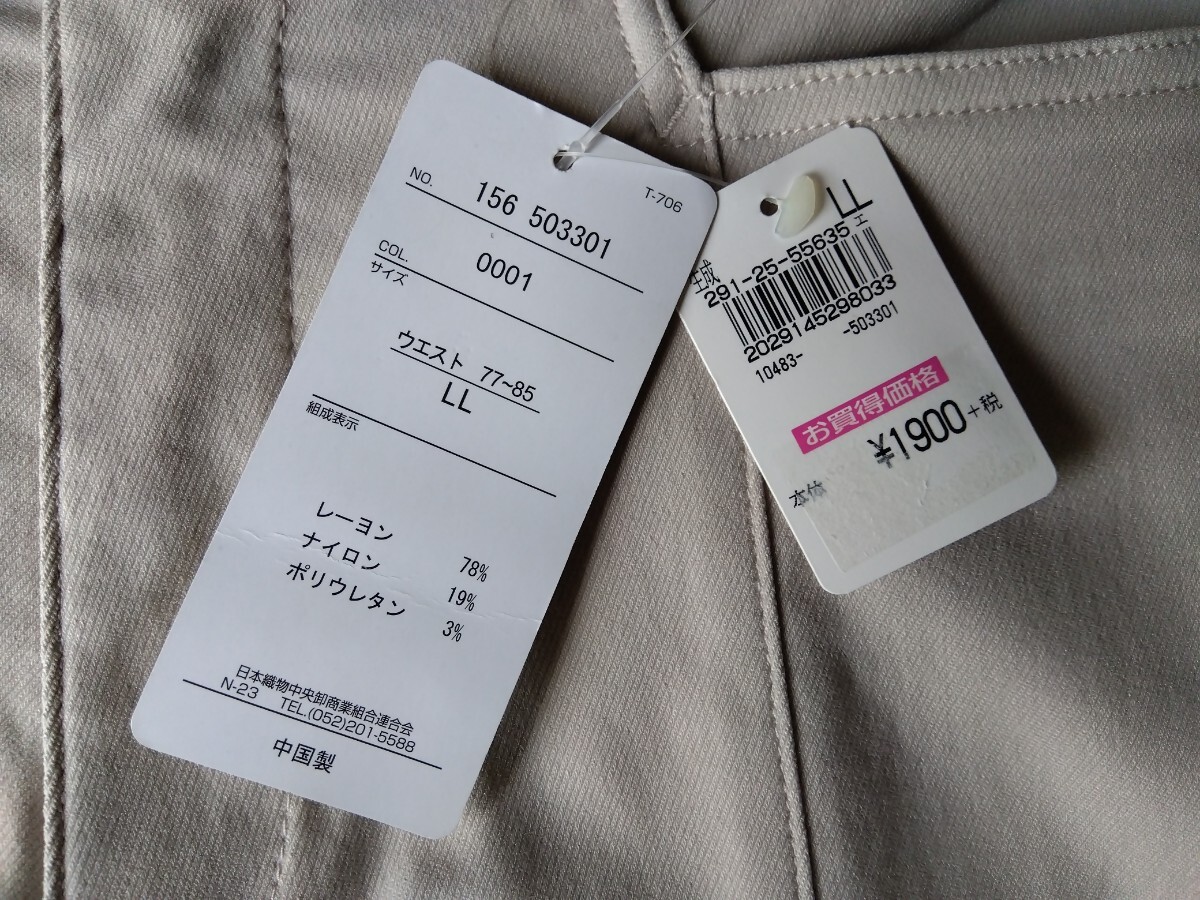 T-706
NO. 156 503301
COL. 0001
サイズ
ウエスト 77~85
LL
組成表示
レーヨン 78%
ナイロン 19%
ポリウレタン 3%
日本織物中央卸商業組合連合会
N-23 TEL.(052)201-5588
中国製
LL
生成
291-25-55635 エ
2029145298033
10483- -503301
お買得価格
¥1900+税
本体